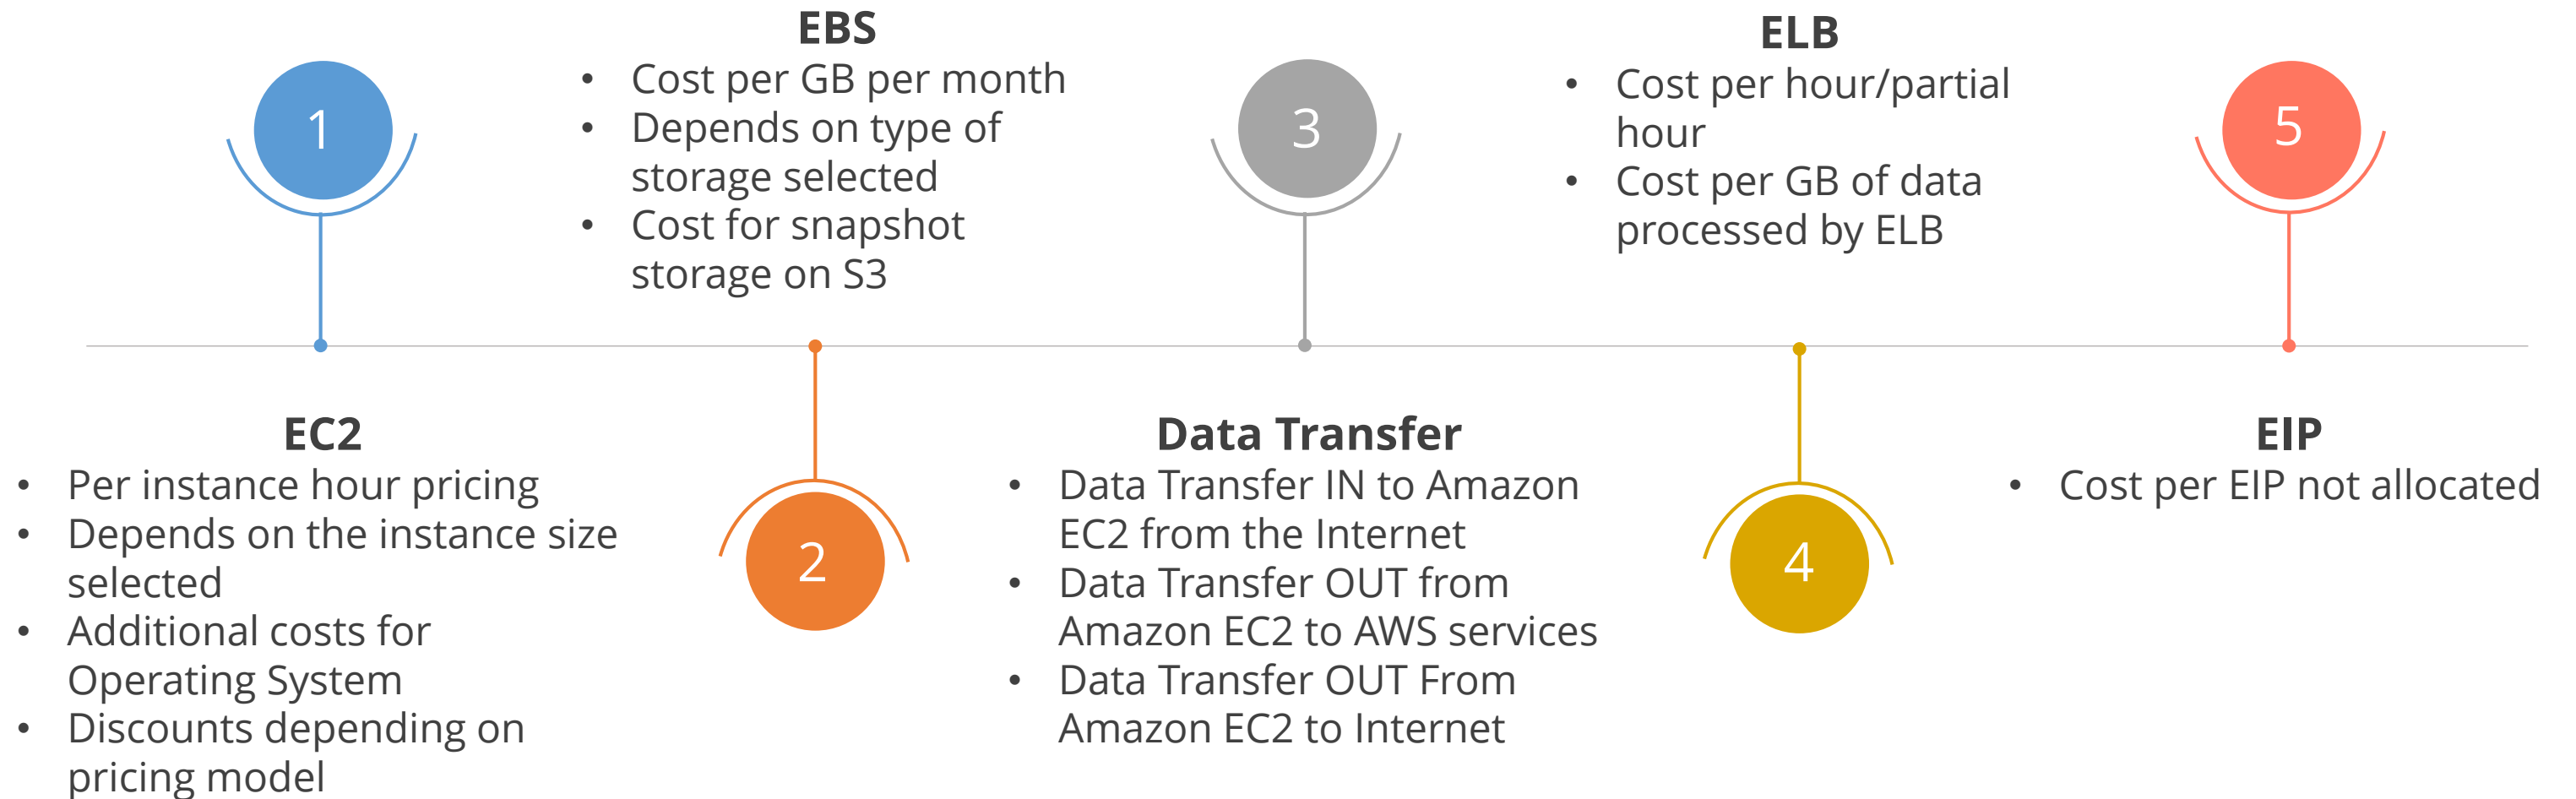 1
EC2
• Per instance hour pricing
• Depends on the instance size
selected
• Additional costs for
Operating System
• Discounts depending on
pricing model
EBS
• Cost per GB per month
• Depends on type of
storage selected
• Cost for snapshot
storage on S3
2
3
Data Transfer
• Data Transfer IN to Amazon
EC2 from the Internet
• Data Transfer OUT from
Amazon EC2 to AWS services
• Data Transfer OUT From
Amazon EC2 to Internet
ELB
• Cost per hour/partial
hour
• Cost per GB of data
processed by ELB
4
5
EIP
• Cost per EIP not allocated